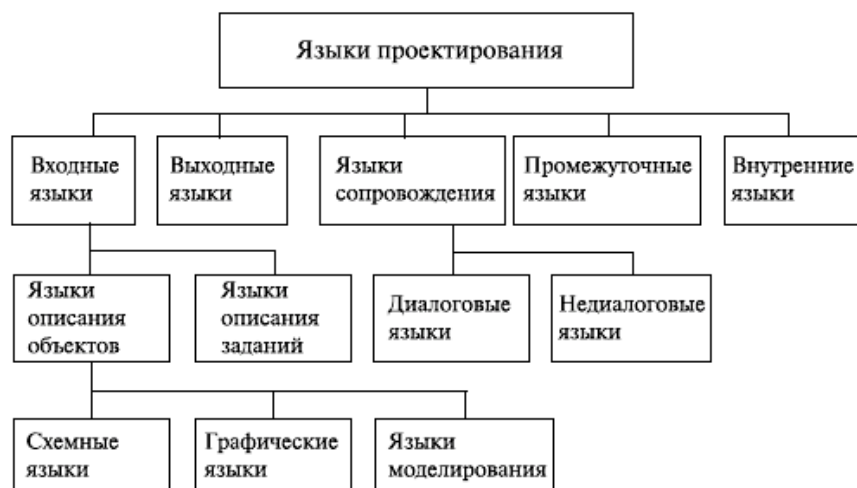 Языки проектирования
Входные
языки
Выходные
языки
Языки
сопровождения
Промежуточные
языки
Внутренние
языки
Языки
описания
объектов
Языки
описания
заданий
Диалоговые
языки
Недиалоговые
языки
Схемные
языки
Графические
языки
Языки
моделирования